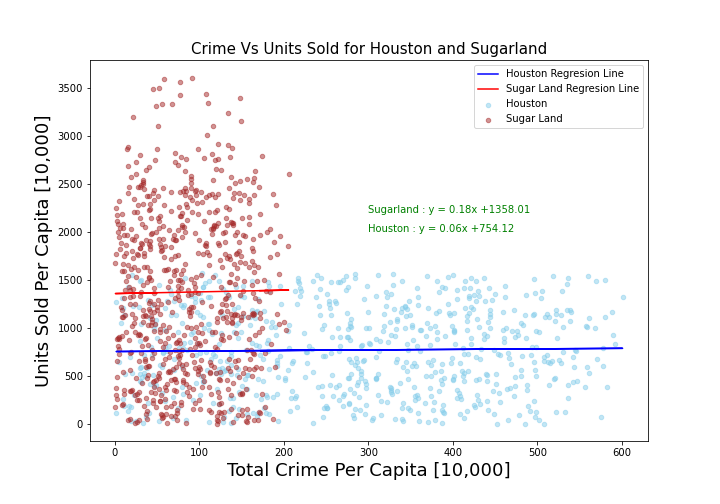 Crime Vs Units Sold for Houston and Sugarland
Houston Regresion Line
Sugar Land Regresion Line
Houston
Sugar Land
Sugarland : y = 0.18x +1358.01
Houston : y = 0.06x +754.12
Units Sold Per Capita [10,000]
3500
3000
2500
2000
1500
1000
500
0
0 100 200 300 400 500 600
Total Crime Per Capita [10,000]